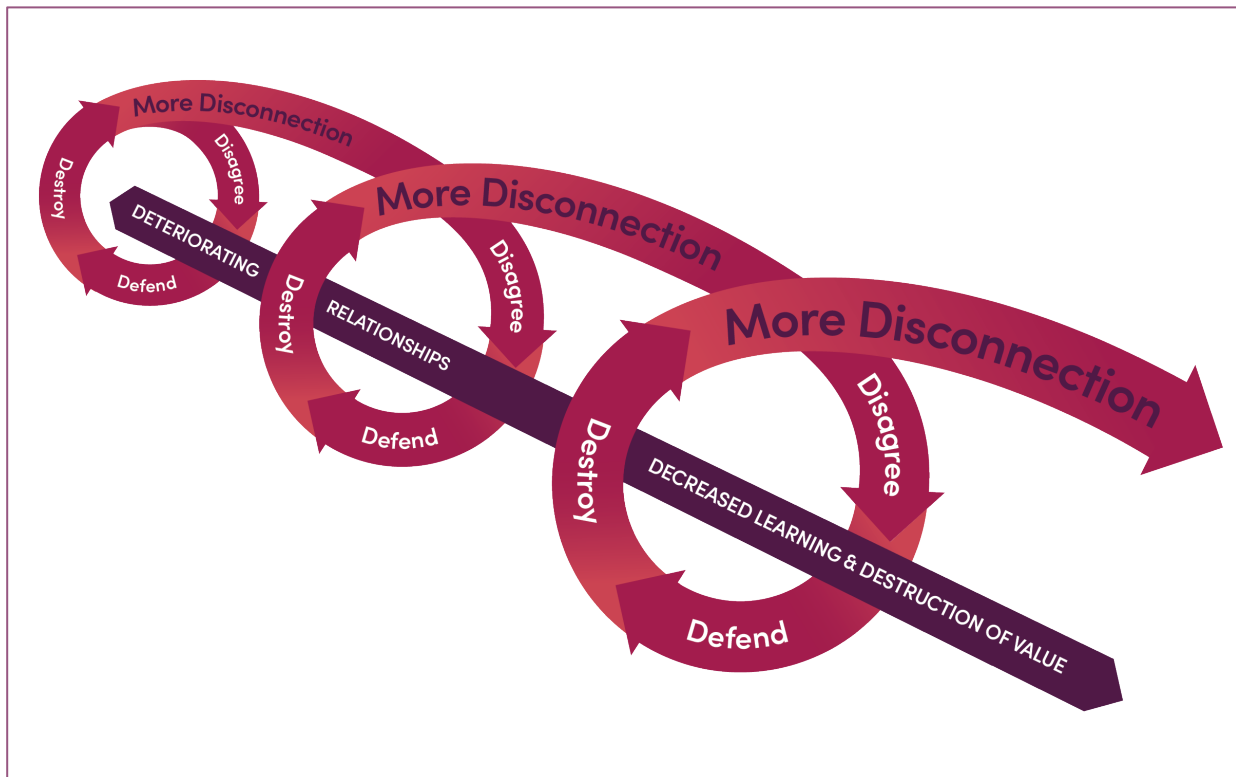 More Disconnection
Disagree
Defend
Destroy
More Disconnection
Disagree
Defend
Destroy
More Disconnection
Disagree
Defend
Destroy
DETERIORATING RELATIONSHIPS DECREASED LEARNING & DESTRUCTION OF VALUE